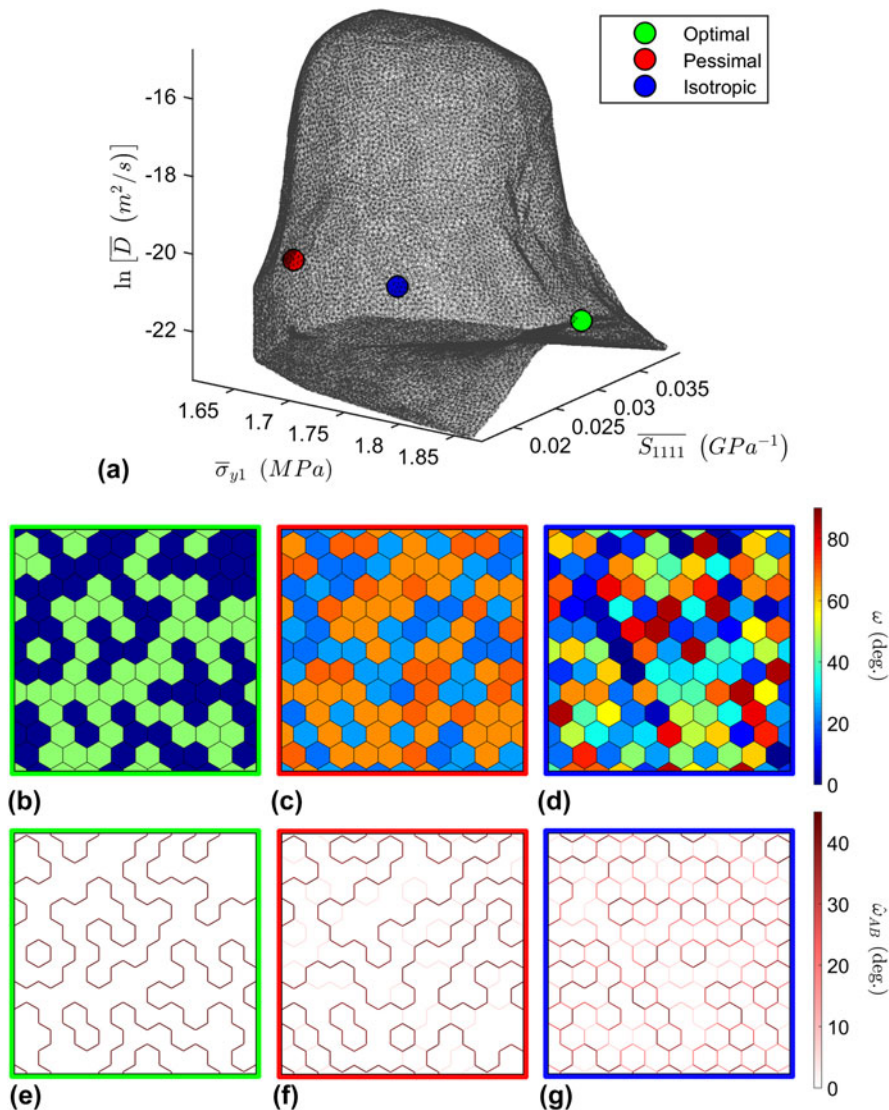 Optimal
Pessimal
Isotropic
-16
-18
-20
-22
ln [D̅ (m²/s)]
1.65
1.7
1.75
1.8
1.85
σ̅y1 (MPa)
0.02
0.025
0.03
0.035
S̅1111 (GPa⁻¹)
(a)
80
60
40
20
0
ω (deg.)
(b) (c) (d)
40
30
20
10
0
ώAB (deg.)
(e) (f) (g)